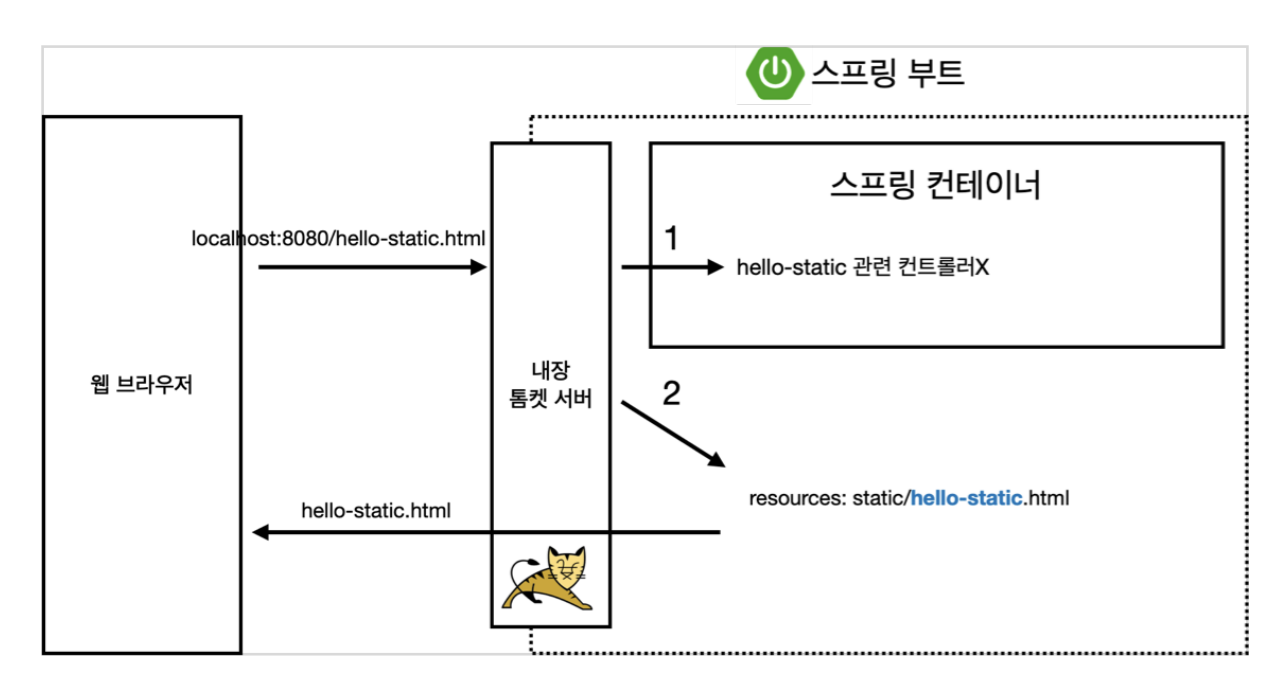 스프링 부트
스프링 컨테이너
localhost:8080/hello-static.html
1
hello-static 관련 컨트롤러X
웹 브라우저
내장
톰켓 서버
2
resources: static/hello-static.html
hello-static.html